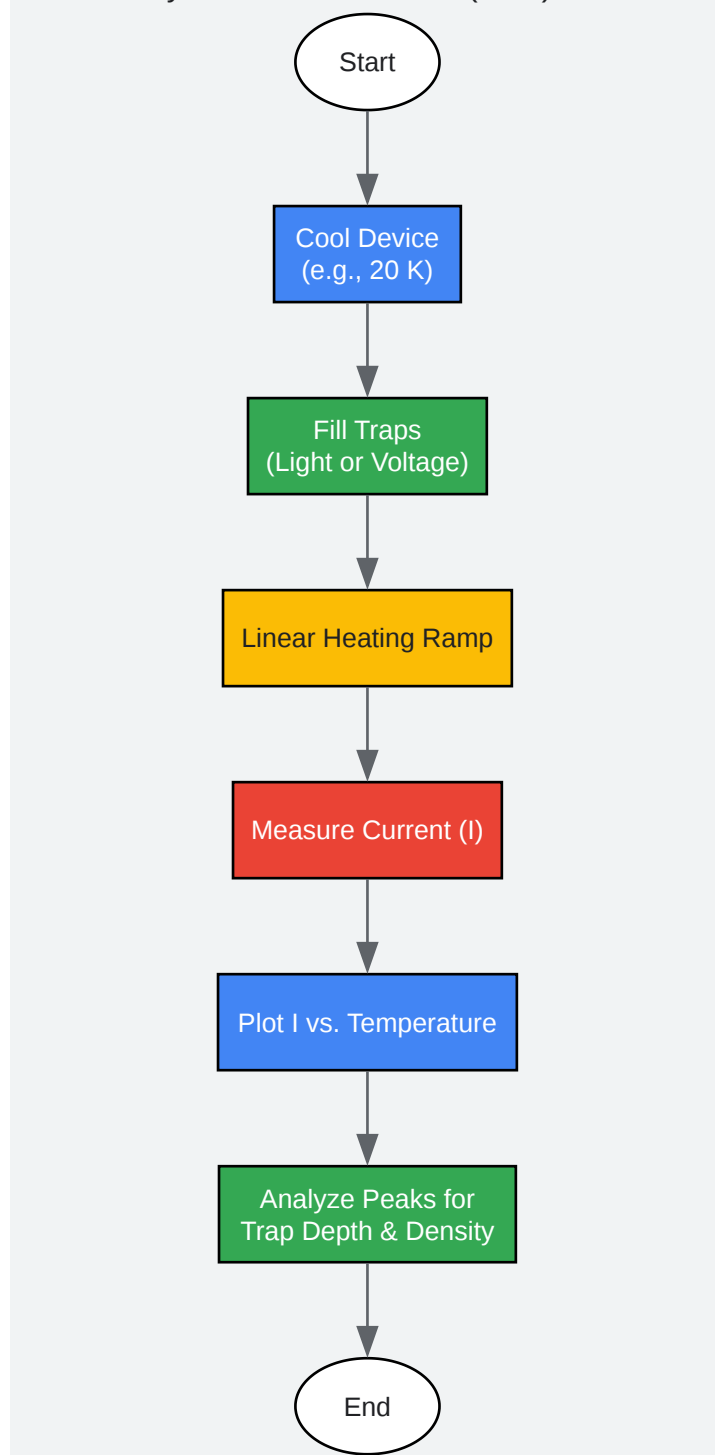 Start
Cool Device
(e.g., 20 K)
Fill Traps
(Light or Voltage)
Linear Heating Ramp
Measure Current (I)
Plot I vs. Temperature
Analyze Peaks for
Trap Depth & Density
End